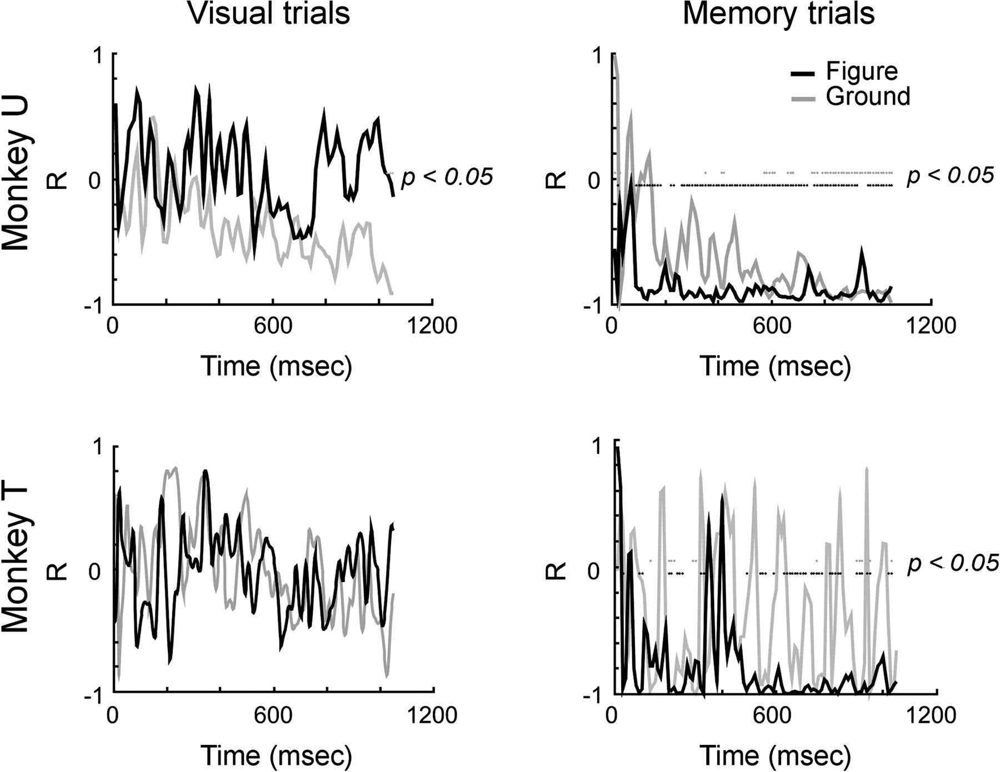 Visual trials
Memory trials
Monkey U
R
1
0
-1
0
600
1200
Time (msec)
p < 0.05
R
1
0
-1
0
600
1200
Time (msec)
Figure
Ground
p < 0.05
Monkey T
R
1
0
-1
0
600
1200
Time (msec)
R
1
0
-1
0
600
1200
Time (msec)
p < 0.05